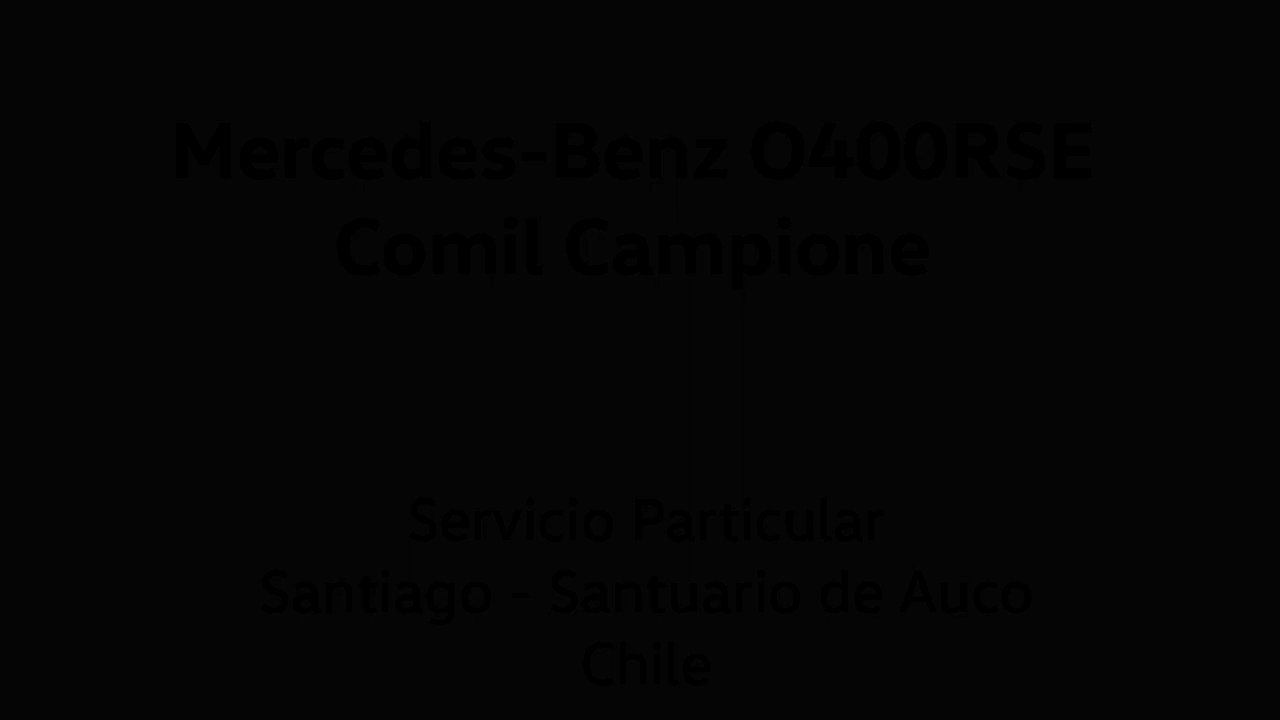 Mercedes-Benz O400RSE
Comil Campione
Servicio Particular
Santiago - Santuario de Auco
Chile